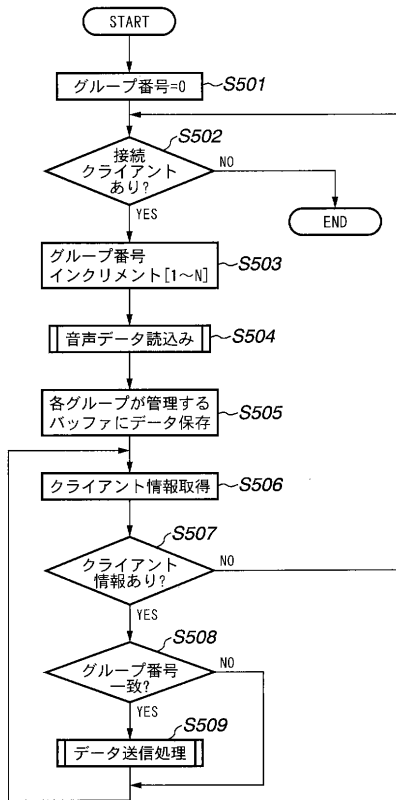 START
グループ番号=0
S501
S502
接続
クライアント
あり?
NO
YES
END
グループ番号
インクリメント[1~N]
S503
音声データ読込み
S504
各グループが管理する
バッファにデータ保存
S505
クライアント情報取得
S506
S507
クライアント
情報あり?
NO
YES
S508
グループ番号
一致?
NO
YES
S509
データ送信処理